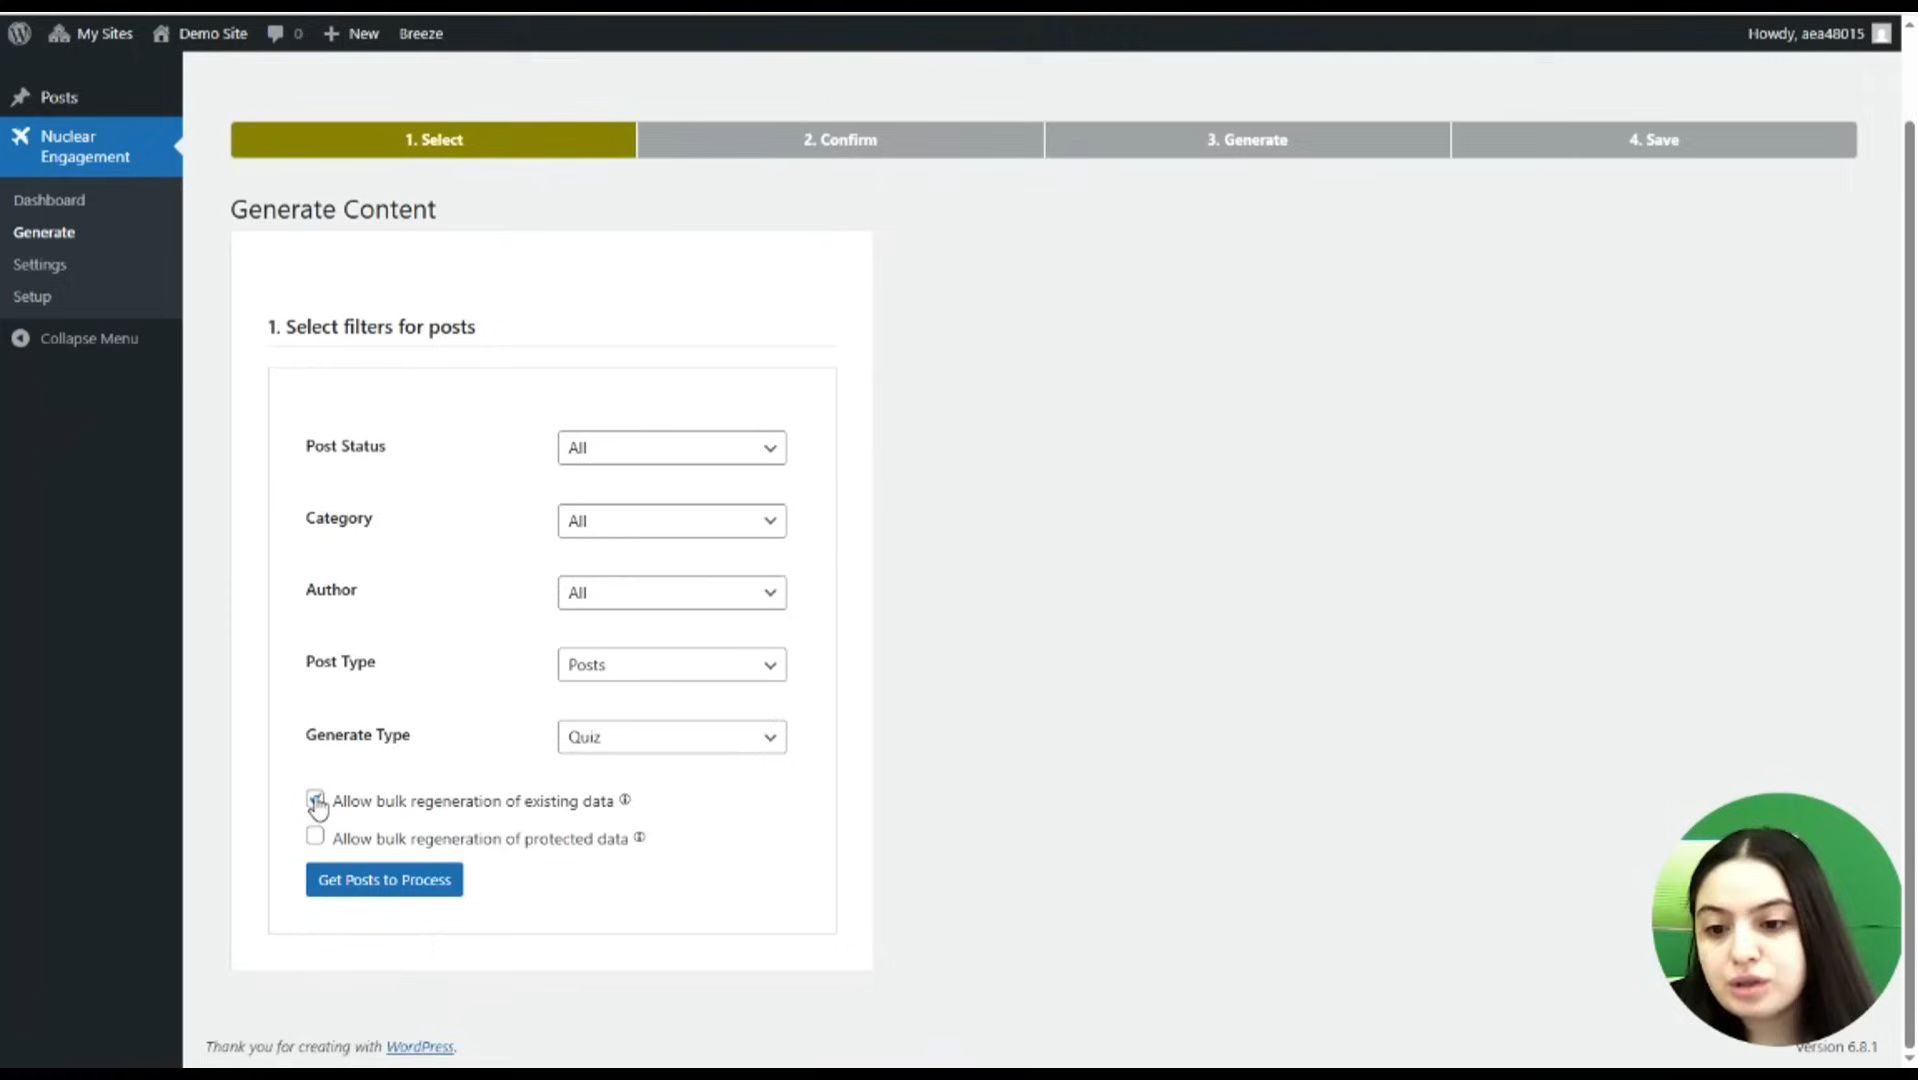 My Sites
Demo Site
0
New
Breeze
Howdy, aea48015
Posts
Nuclear
Engagement
Dashboard
Generate
Settings
Setup
Collapse Menu
1. Select
2. Confirm
3. Generate
4. Save
Generate Content
1. Select filters for posts
Post Status
All
Category
All
Author
All
Post Type
Posts
Generate Type
Quiz
Allow bulk regeneration of existing data
Allow bulk regeneration of protected data
Get Posts to Process
Thank you for creating with WordPress.
Version 6.8.1